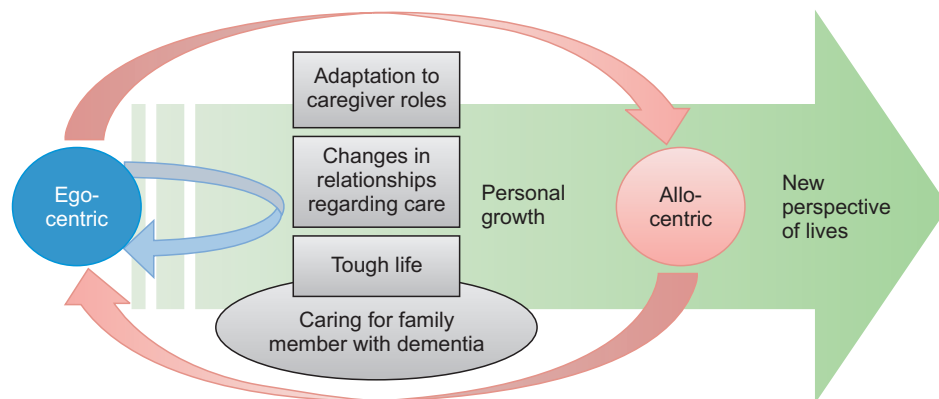 Adaptation to
caregiver roles
Ego-
centric
Changes in
relationships
regarding care
Personal
growth
Allo-
centric
New
perspective
of lives
Tough life
Caring for family
member with dementia